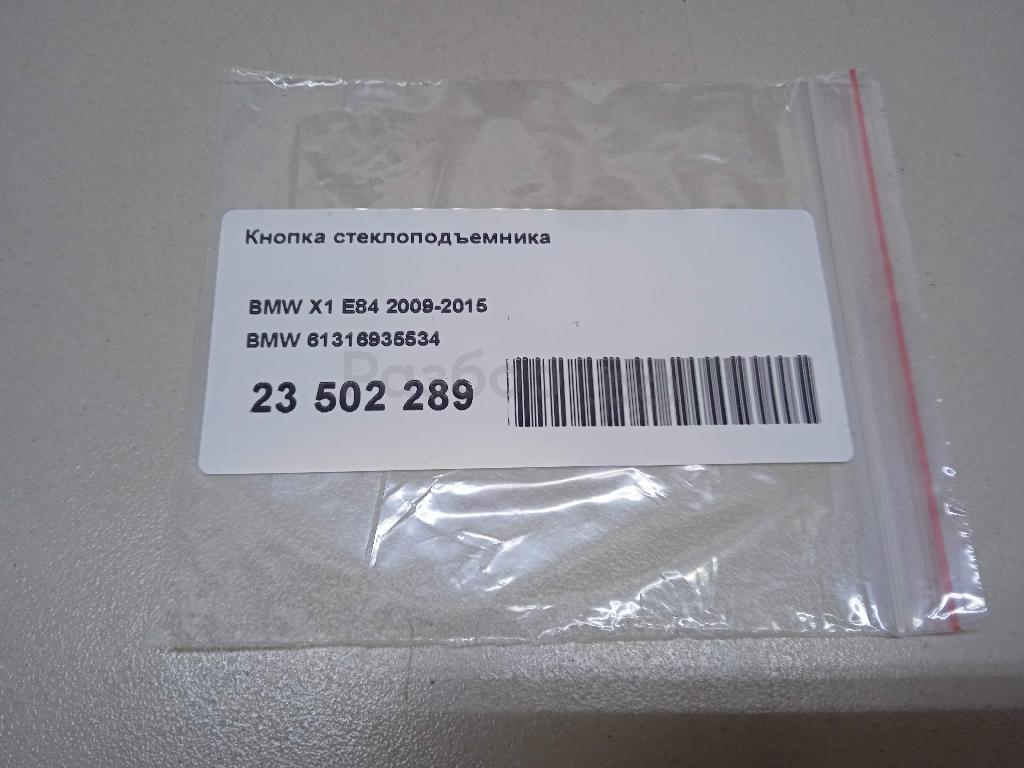 Кнопка стеклоподъемника
BMW X1 E84 2009-2015
BMW 61316935534
23 502 289